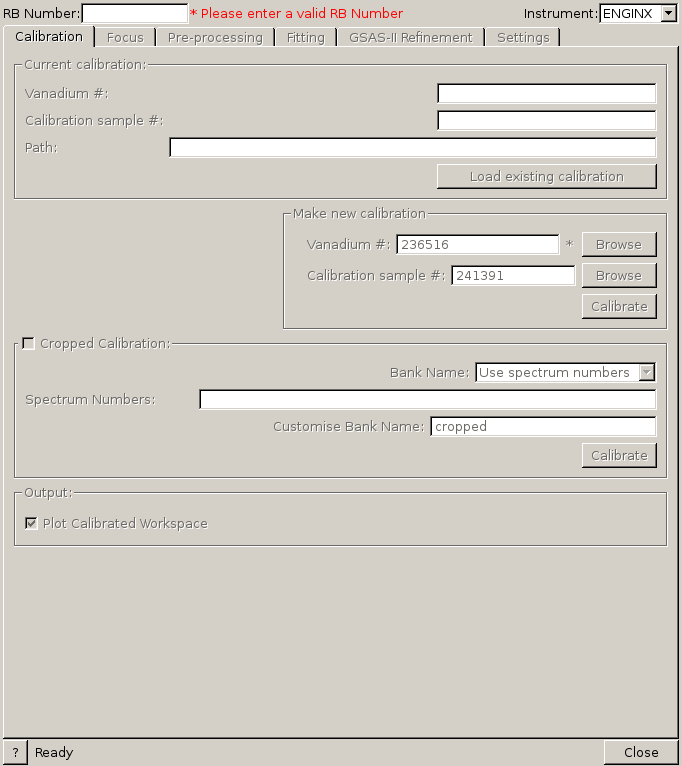 RB Number: * Please enter a valid RB Number Instrument: ENGINX
Calibration Focus Pre-processing Fitting GSAS-II Refinement Settings
Current calibration:
Vanadium #:
Calibration sample #:
Path:
Load existing calibration
Make new calibration
Vanadium #: 236516 * Browse
Calibration sample #: 241391 Browse
Calibrate
Cropped Calibration:
Bank Name: Use spectrum numbers
Spectrum Numbers:
Customise Bank Name: cropped
Calibrate
Output:
Plot Calibrated Workspace
? Ready Close